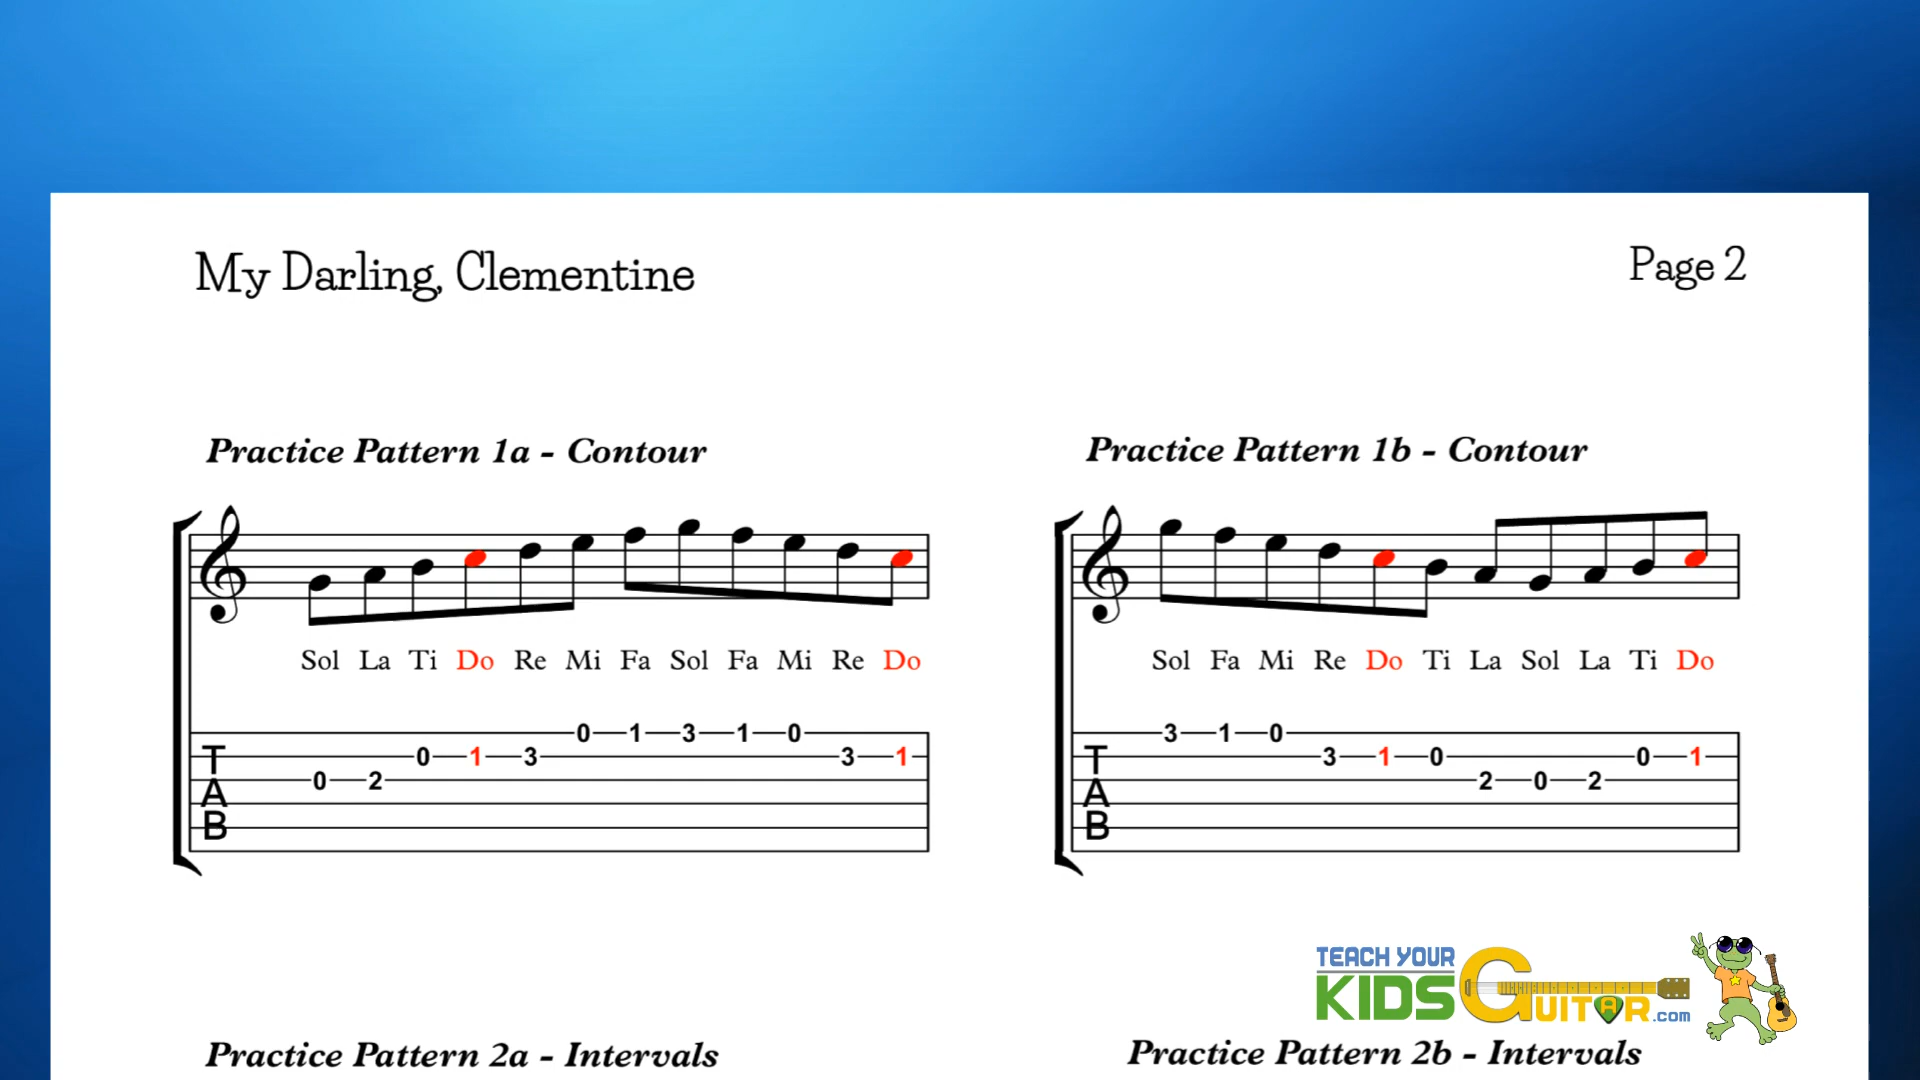 My Darling, Clementine
Page 2
Practice Pattern 1a - Contour
Sol La Ti Do Re Mi Fa Sol Fa Mi Re Do
0 1 3 1 0
0 1 3 3 1
0 2
T
A
B
Practice Pattern 1b - Contour
Sol Fa Mi Re Do Ti La Sol La Ti Do
3 1 0
3 1 0 0 1
2 0 2
T
A
B
TEACH YOUR
KIDS GUITAR.com
Practice Pattern 2a - Intervals
Practice Pattern 2b - Intervals